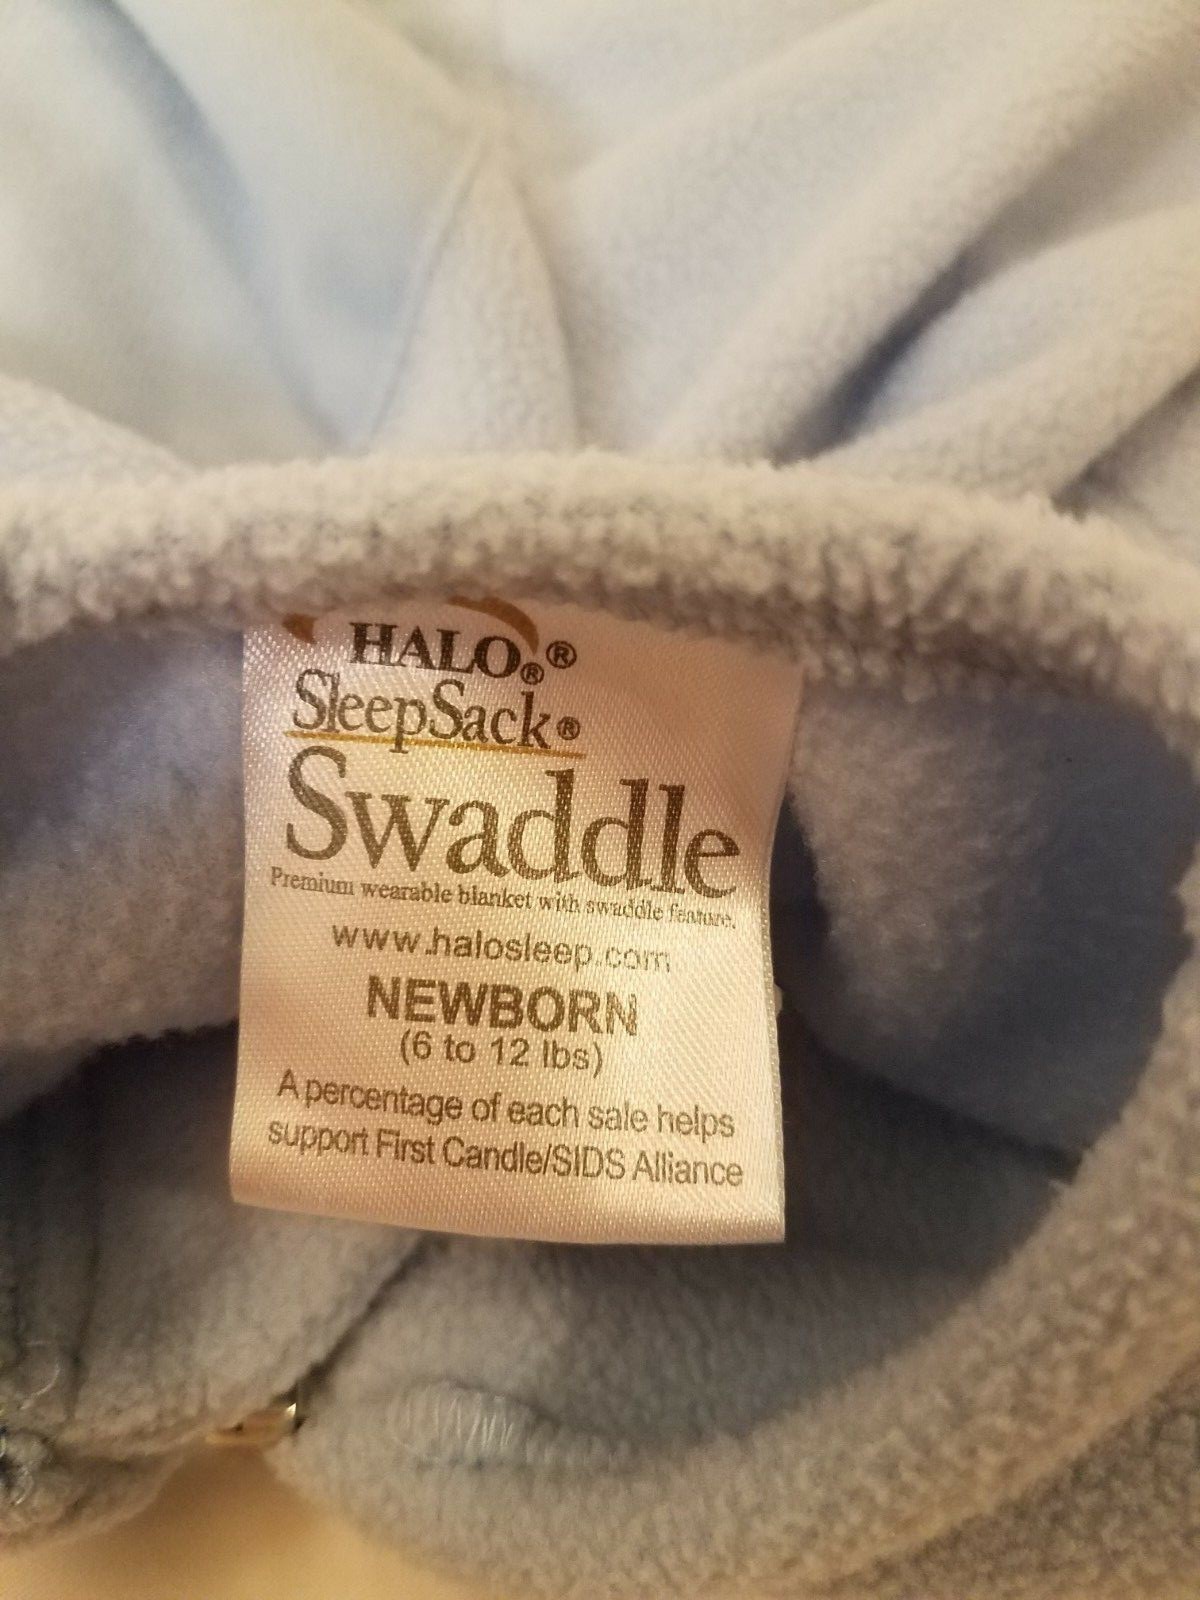 HALO®®
SleepSack®
Swaddle
Premium wearable blanket with swaddle feature.
www.halosleep.com
NEWBORN
(6 to 12 lbs)
A percentage of each sale helps
support First Candle/SIDS Alliance